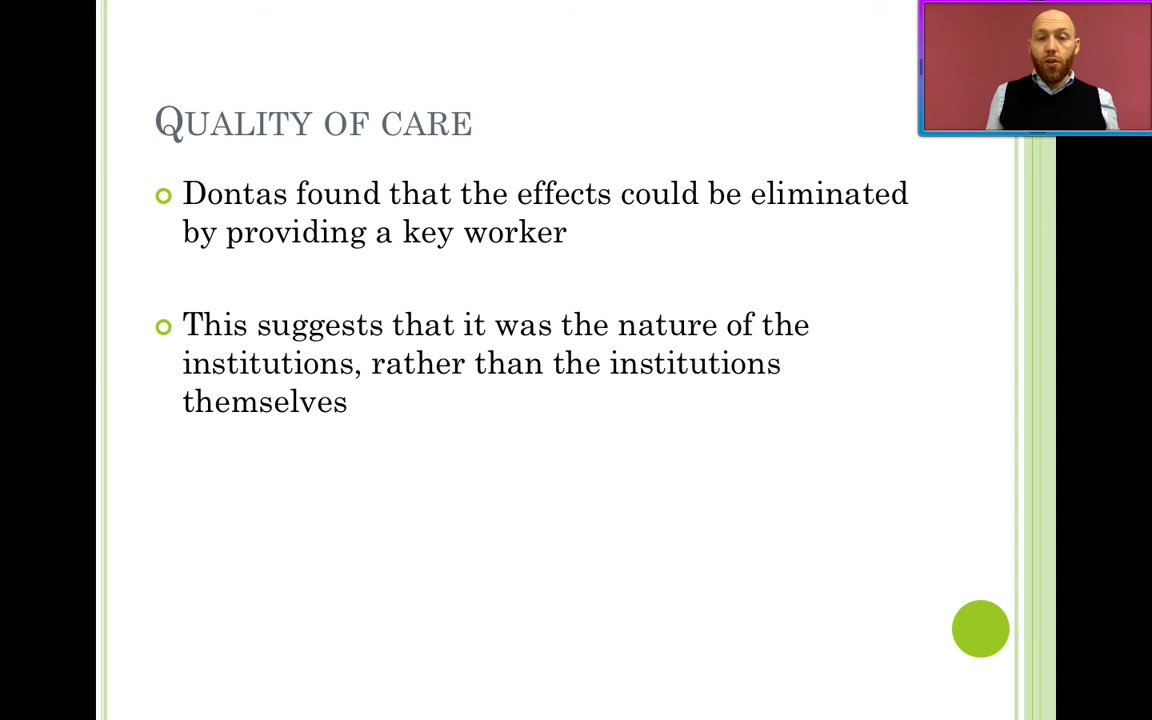 QUALITY OF CARE
Dontas found that the effects could be eliminated
by providing a key worker
This suggests that it was the nature of the
institutions, rather than the institutions
themselves